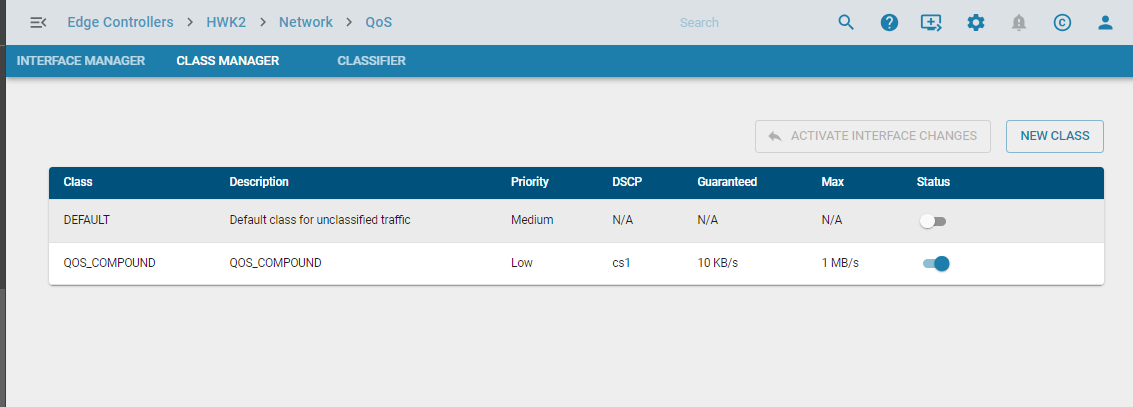 Edge Controllers > HWK2 > Network > QoS Search
INTERFACE MANAGER CLASS MANAGER CLASSIFIER
ACTIVATE INTERFACE CHANGES NEW CLASS
Class Description Priority DSCP Guaranteed Max Status
DEFAULT Default class for unclassified traffic Medium N/A N/A N/A
QOS_COMPOUND QOS_COMPOUND Low cs1 10 KB/s 1 MB/s